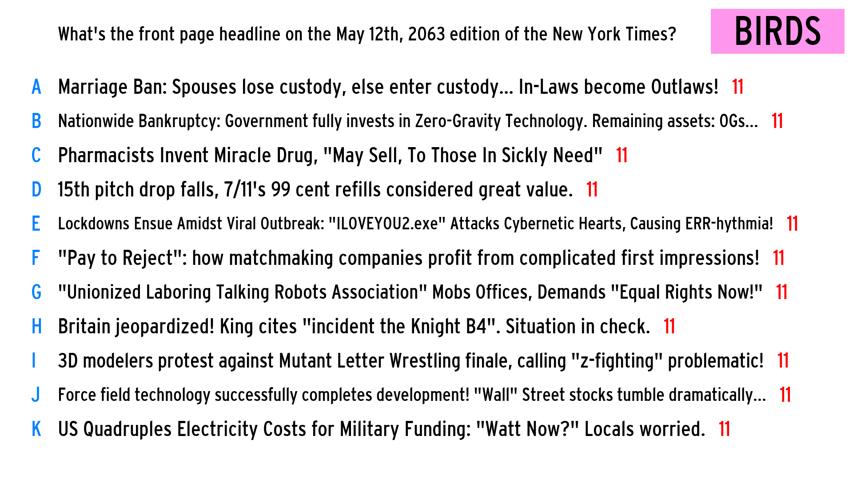 What's the front page headline on the May 12th, 2063 edition of the New York Times?
BIRDS
A Marriage Ban: Spouses lose custody, else enter custody... In-Laws become Outlaws! 11
B Nationwide Bankruptcy: Government fully invests in Zero-Gravity Technology. Remaining assets: OGs... 11
C Pharmacists Invent Miracle Drug, "May Sell, To Those In Sickly Need" 11
D 15th pitch drop falls, 7/11's 99 cent refills considered great value. 11
E Lockdowns Ensue Amidst Viral Outbreak: "ILOVEYOU2.exe" Attacks Cybernetic Hearts, Causing ERR-hythmia! 11
F "Pay to Reject": how matchmaking companies profit from complicated first impressions! 11
G "Unionized Laboring Talking Robots Association" Mobs Offices, Demands "Equal Rights Now!" 11
H Britain jeopardized! King cites "incident the Knight B4". Situation in check. 11
I 3D modelers protest against Mutant Letter Wrestling finale, calling "z-fighting" problematic! 11
J Force field technology successfully completes development! "Wall" Street stocks tumble dramatically... 11
K US Quadruples Electricity Costs for Military Funding: "Watt Now?" Locals worried. 11